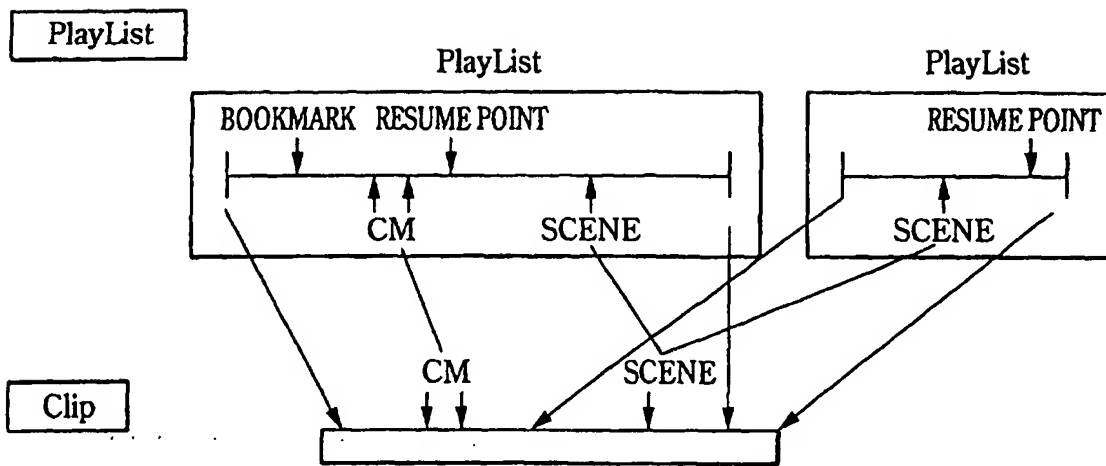 PlayList
PlayList
PlayList
BOOKMARK RESUME POINT
RESUME POINT
CM
SCENE
SCENE
CM
SCENE
Clip